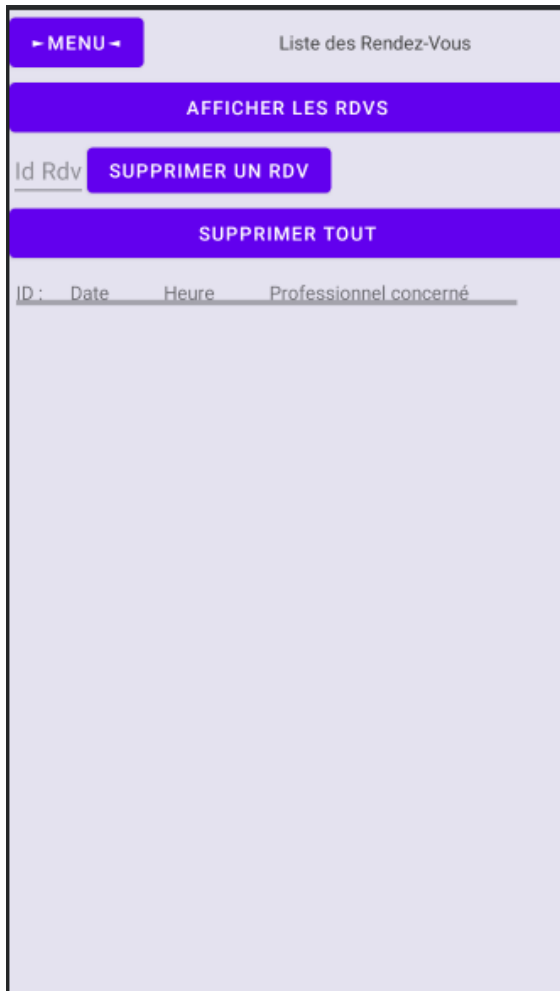 ►MENU◄ Liste des Rendez-Vous
AFFICHER LES RDVS
Id Rdv SUPPRIMER UN RDV
SUPPRIMER TOUT
ID : Date Heure Professionnel concerné